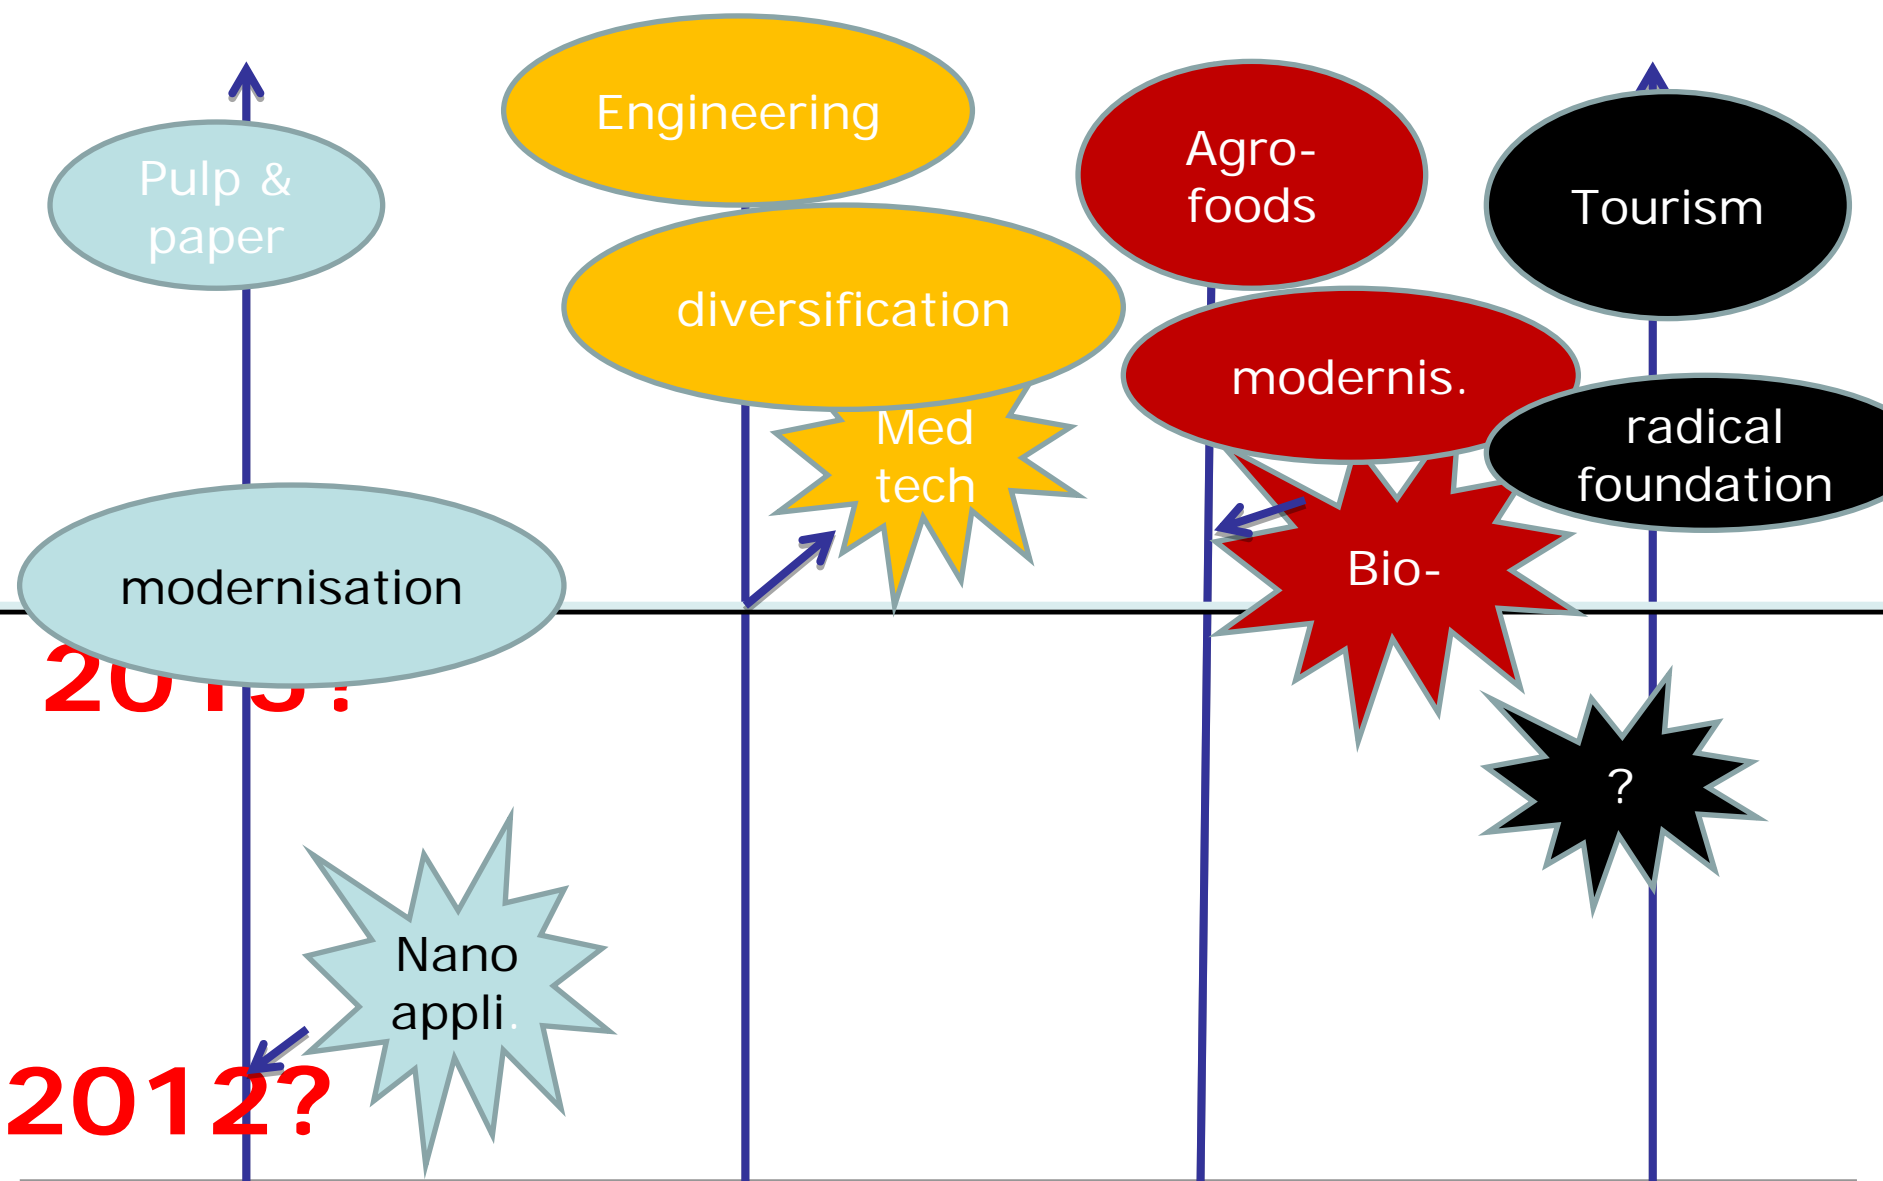 Engineering
Pulp &
paper
Agro-
foods
Tourism
diversification
modernis.
Med
tech
radical
foundation
Bio-
modernisation
?
Nano
appli.
2012?